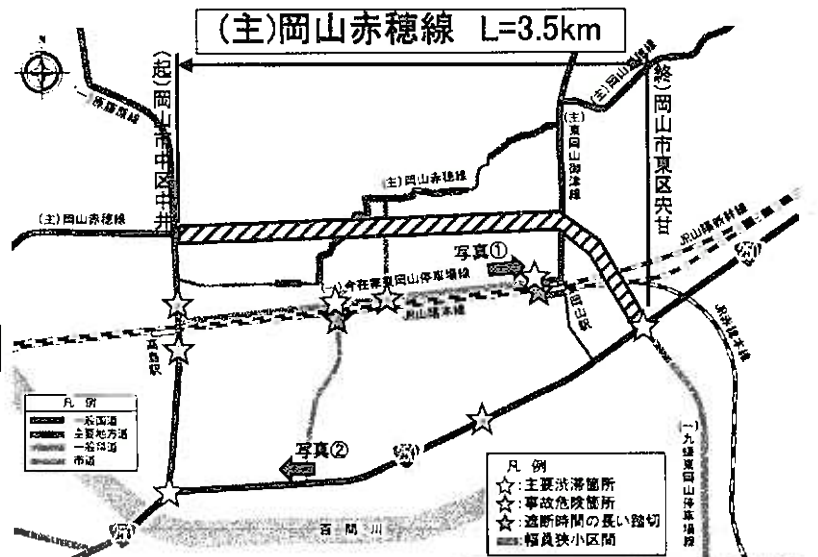 (主)岡山赤穂線 L=3.5km
N
(起)岡山市中区中井
(終)岡山市東区宍甘
(一)原藤原線
(主)岡山赤穂線
(主)東岡山御津線
(主)岡山赤穂線
(主)岡山赤穂線
写真①
JR山陽新幹線
(一)今在家東岡山停車場線
JR山陽本線
東岡山駅
JR赤穂線
高島駅
凡 例
一般国道
主要地方道
一般県道
市道
写真②
百間川
凡 例
:主要渋滞箇所
:事故危険箇所
:遮断時間の長い踏切
:幅員狭小区間
(一)九蟠東岡山停車場線